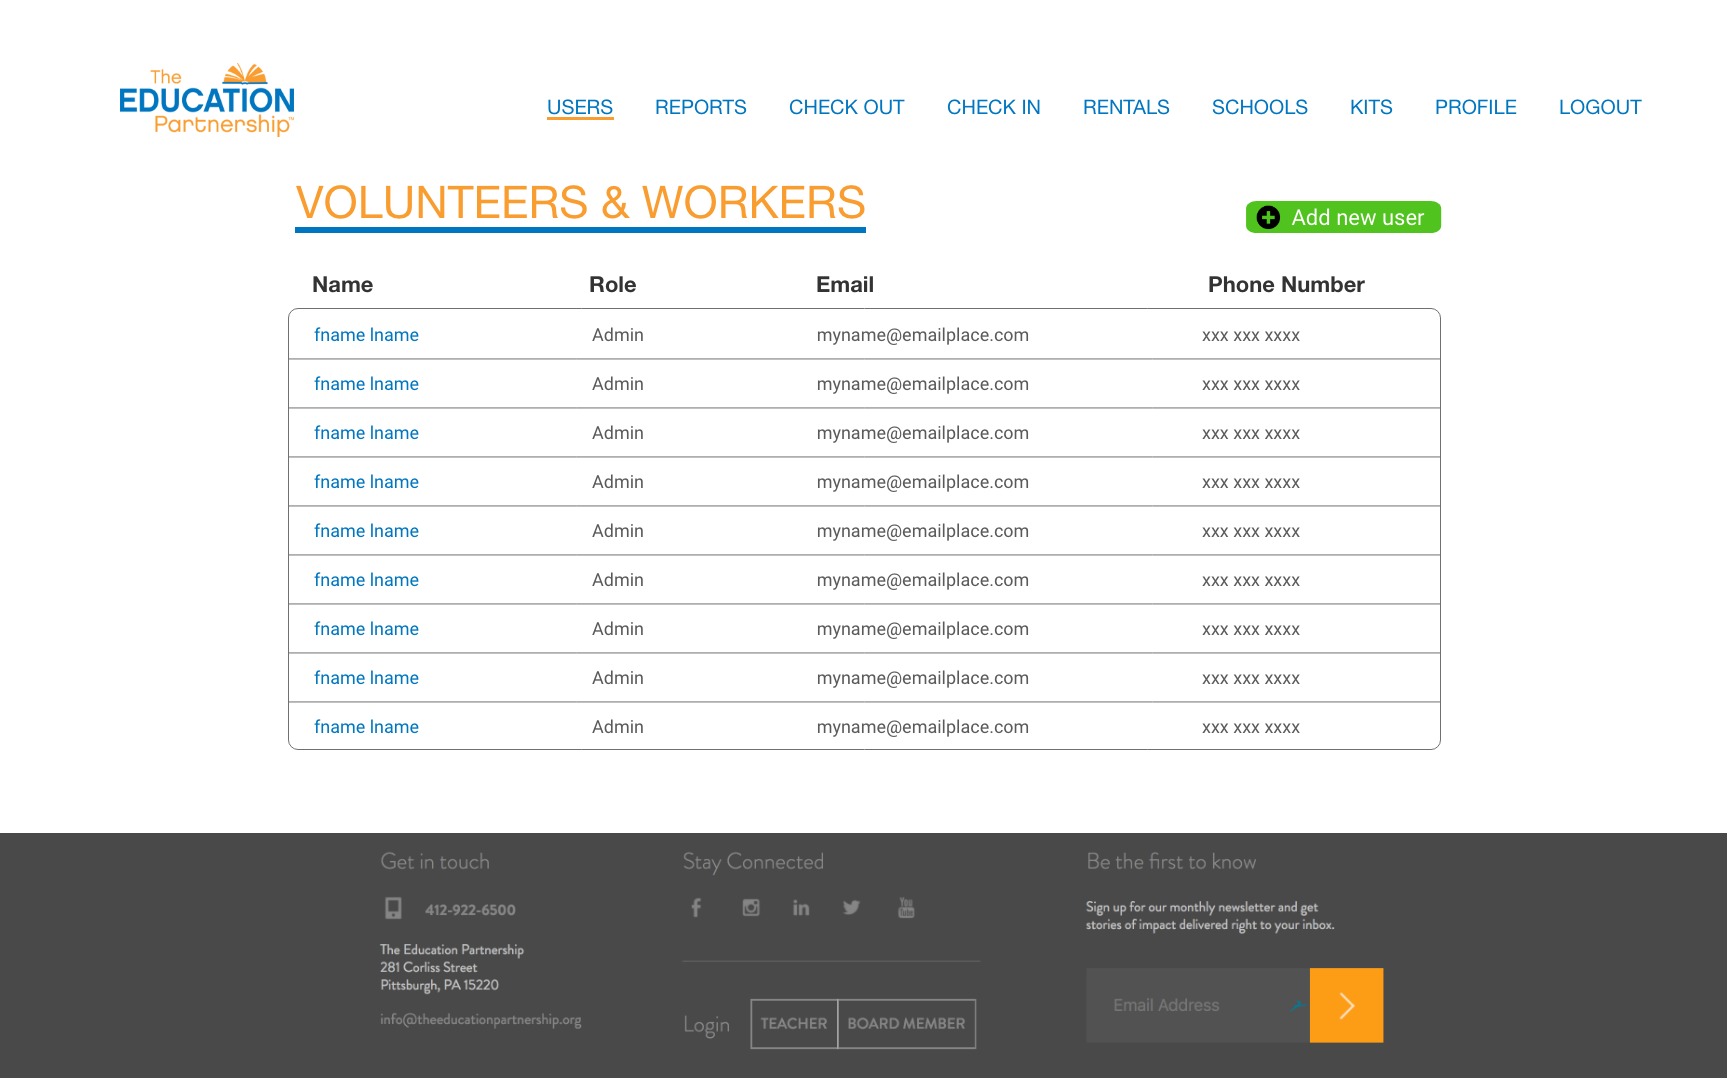 The
EDUCATION
Partnership™
USERS REPORTS CHECK OUT CHECK IN RENTALS SCHOOLS KITS PROFILE LOGOUT
VOLUNTEERS & WORKERS
Add new user
Name Role Email Phone Number
fname lname Admin myname@emailplace.com xxx xxx xxxx
fname lname Admin myname@emailplace.com xxx xxx xxxx
fname lname Admin myname@emailplace.com xxx xxx xxxx
fname lname Admin myname@emailplace.com xxx xxx xxxx
fname lname Admin myname@emailplace.com xxx xxx xxxx
fname lname Admin myname@emailplace.com xxx xxx xxxx
fname lname Admin myname@emailplace.com xxx xxx xxxx
fname lname Admin myname@emailplace.com xxx xxx xxxx
fname lname Admin myname@emailplace.com xxx xxx xxxx
Get in touch
412-922-6500
The Education Partnership
281 Corliss Street
Pittsburgh, PA 15220
info@theeducationpartnership.org
Stay Connected
You
Tube
Login TEACHER BOARD MEMBER
Be the first to know
Sign up for our monthly newsletter and get
stories of impact delivered right to your inbox.
Email Address